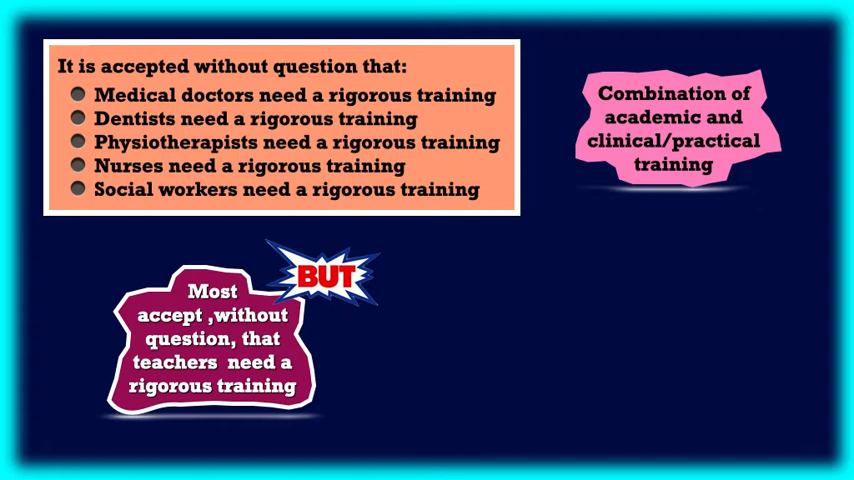 It is accepted without question that:
Medical doctors need a rigorous training
Dentists need a rigorous training
Physiotherapists need a rigorous training
Nurses need a rigorous training
Social workers need a rigorous training
Combination of
academic and
clinical/practical
training
BUT
Most
accept ,without
question, that
teachers need a
rigorous training